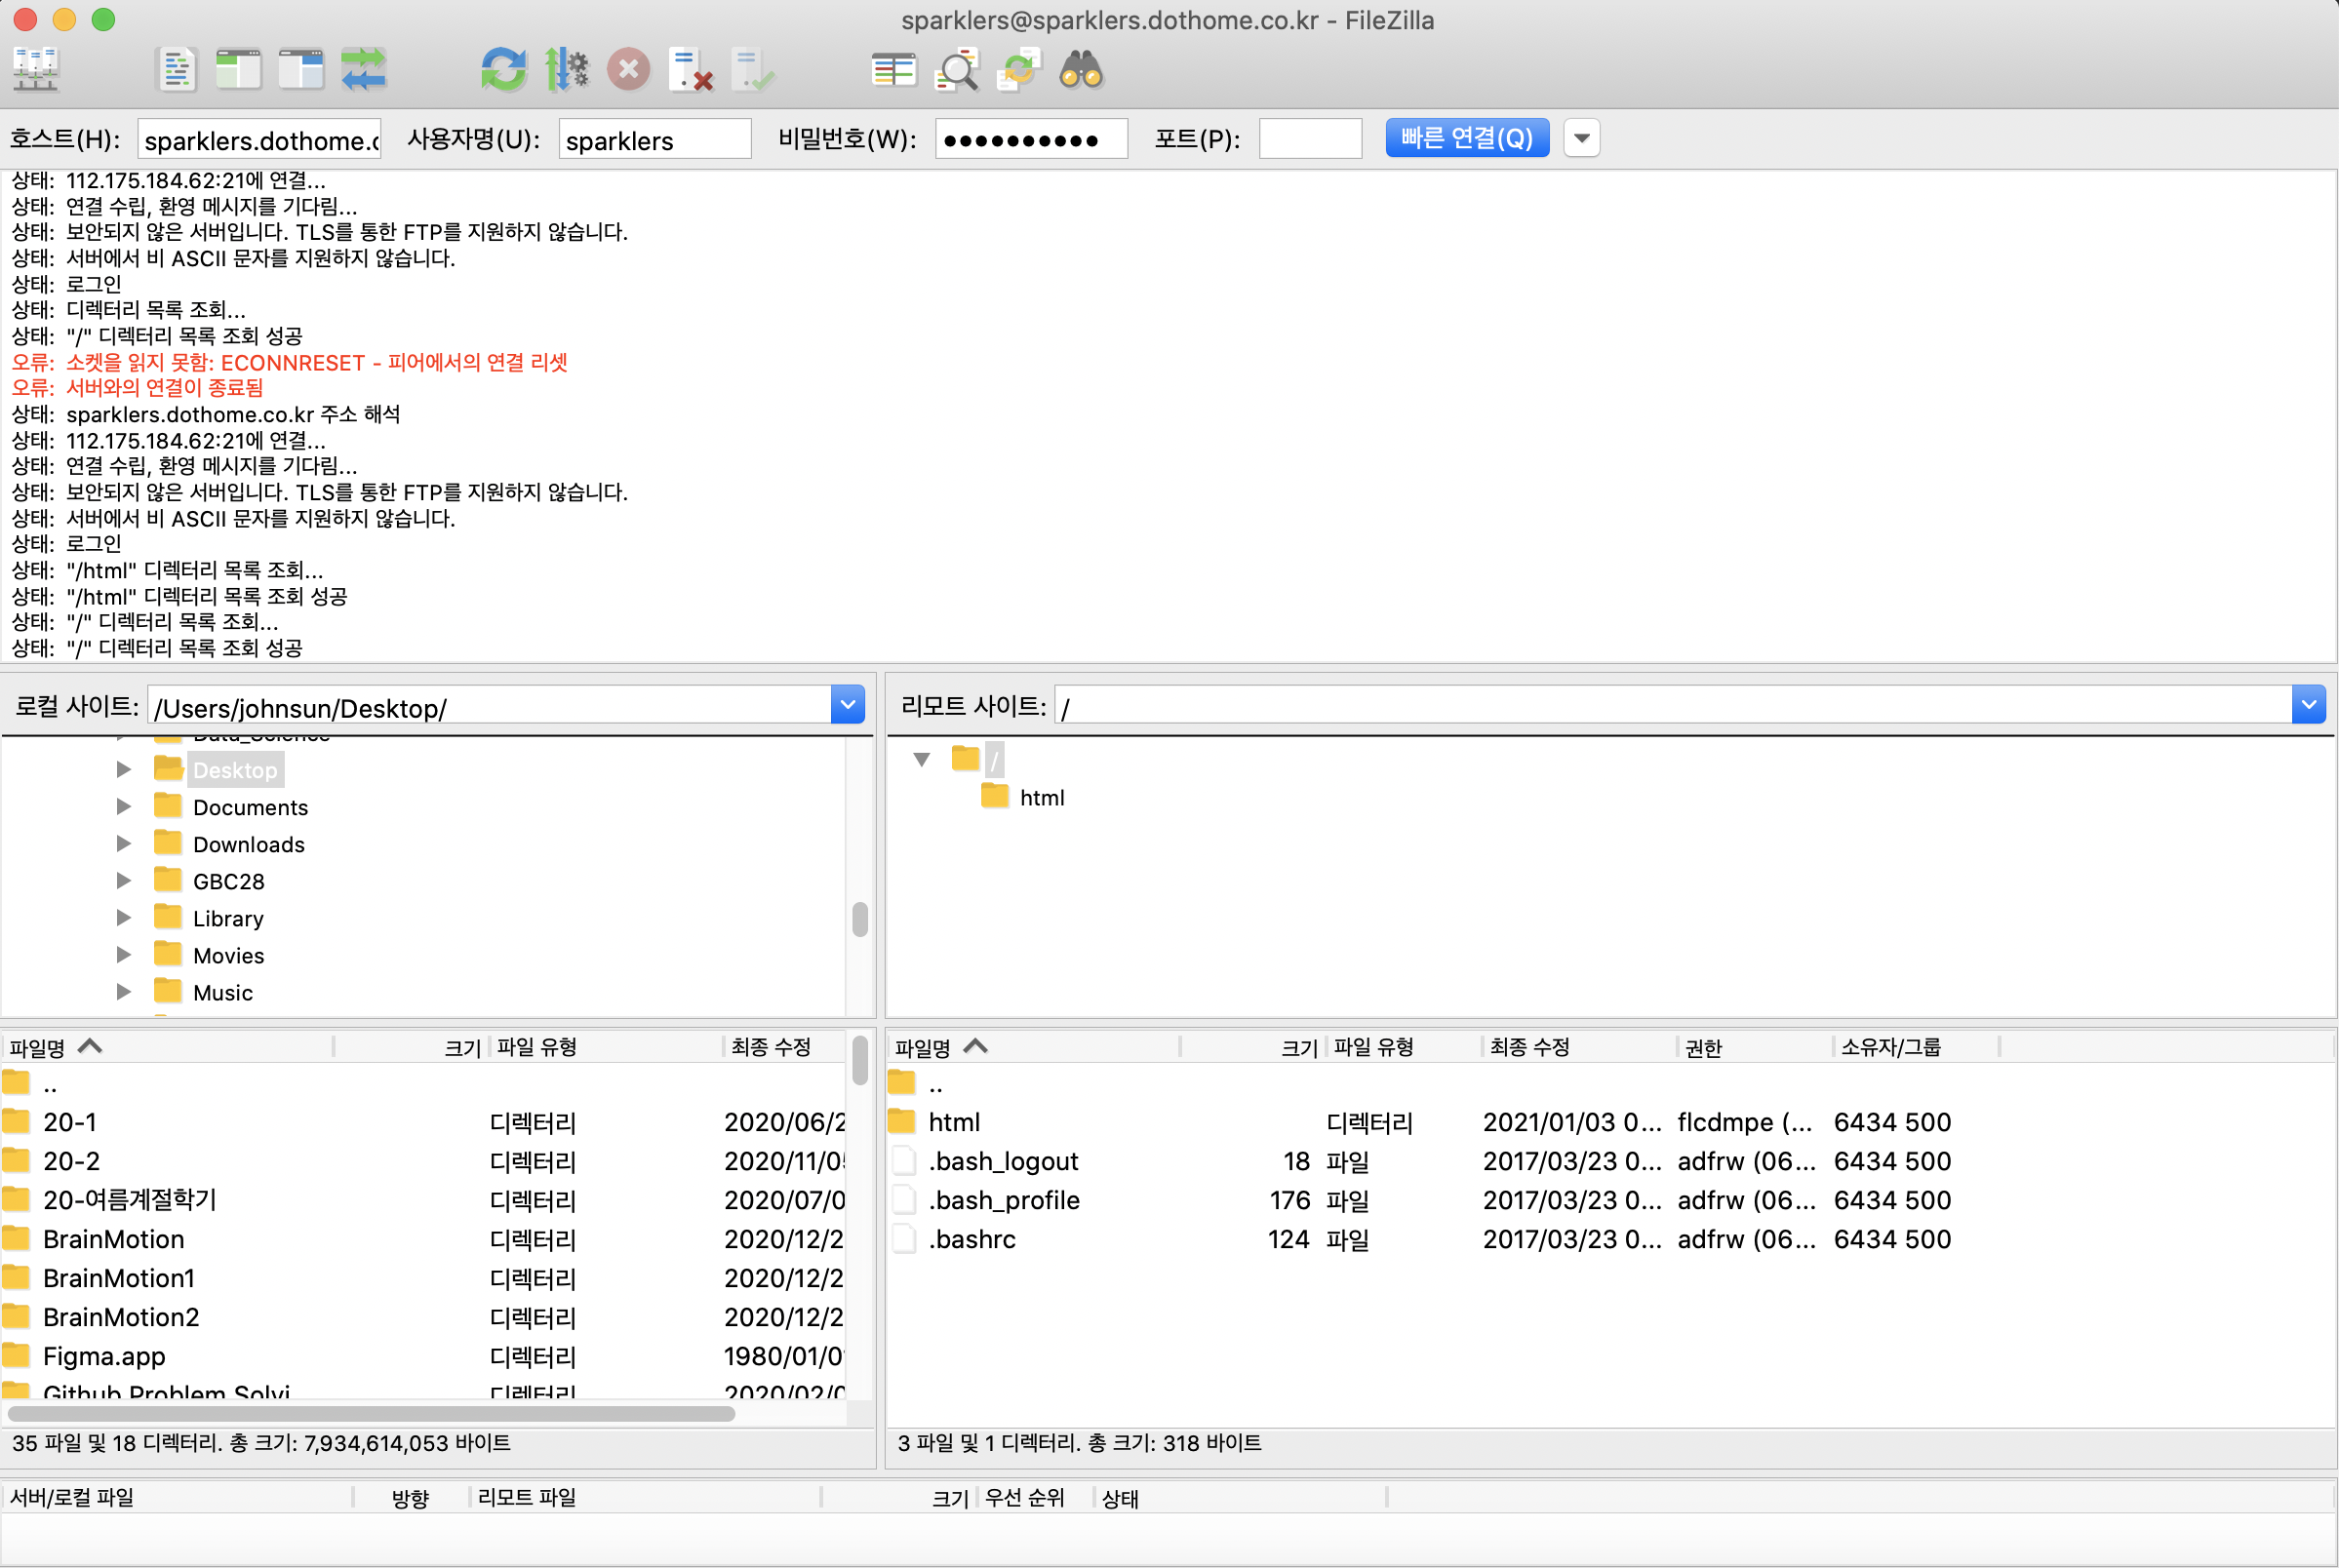 sparklers@sparklers.dothome.co.kr - FileZilla
호스트(H): sparklers.dothome.c 사용자명(U): sparklers 비밀번호(W): ●●●●●●●●●● 포트(P): 빠른 연결(Q)
상태: 112.175.184.62:21에 연결...
상태: 연결 수립, 환영 메시지를 기다림...
상태: 보안되지 않은 서버입니다. TLS를 통한 FTP를 지원하지 않습니다.
상태: 서버에서 비 ASCII 문자를 지원하지 않습니다.
상태: 로그인
상태: 디렉터리 목록 조회...
상태: "/" 디렉터리 목록 조회 성공
오류: 소켓을 읽지 못함: ECONNRESET - 피어에서의 연결 리셋
오류: 서버와의 연결이 종료됨
상태: sparklers.dothome.co.kr 주소 해석
상태: 112.175.184.62:21에 연결...
상태: 연결 수립, 환영 메시지를 기다림...
상태: 보안되지 않은 서버입니다. TLS를 통한 FTP를 지원하지 않습니다.
상태: 서버에서 비 ASCII 문자를 지원하지 않습니다.
상태: 로그인
상태: "/html" 디렉터리 목록 조회...
상태: "/html" 디렉터리 목록 조회 성공
상태: "/" 디렉터리 목록 조회...
상태: "/" 디렉터리 목록 조회 성공
로컬 사이트: /Users/johnsun/Desktop/
Data_Science
Desktop
Documents
Downloads
GBC28
Library
Movies
Music
리모트 사이트: /
/
html
파일명 크기 파일 유형 최종 수정
..
20-1 디렉터리 2020/06/2
20-2 디렉터리 2020/11/05
20-여름계절학기 디렉터리 2020/07/0
BrainMotion 디렉터리 2020/12/2
BrainMotion1 디렉터리 2020/12/2
BrainMotion2 디렉터리 2020/12/2
Figma.app 디렉터리 1980/01/01
Github Problem Solvi 디렉터리 2020/02/0
35 파일 및 18 디렉터리. 총 크기: 7,934,614,053 바이트
파일명 크기 파일 유형 최종 수정 권한 소유자/그룹
..
html 디렉터리 2021/01/03 0... flcdmpe (... 6434 500
.bash_logout 18 파일 2017/03/23 0... adfrw (06... 6434 500
.bash_profile 176 파일 2017/03/23 0... adfrw (06... 6434 500
.bashrc 124 파일 2017/03/23 0... adfrw (06... 6434 500
3 파일 및 1 디렉터리. 총 크기: 318 바이트
서버/로컬 파일 방향 리모트 파일 크기 우선 순위 상태